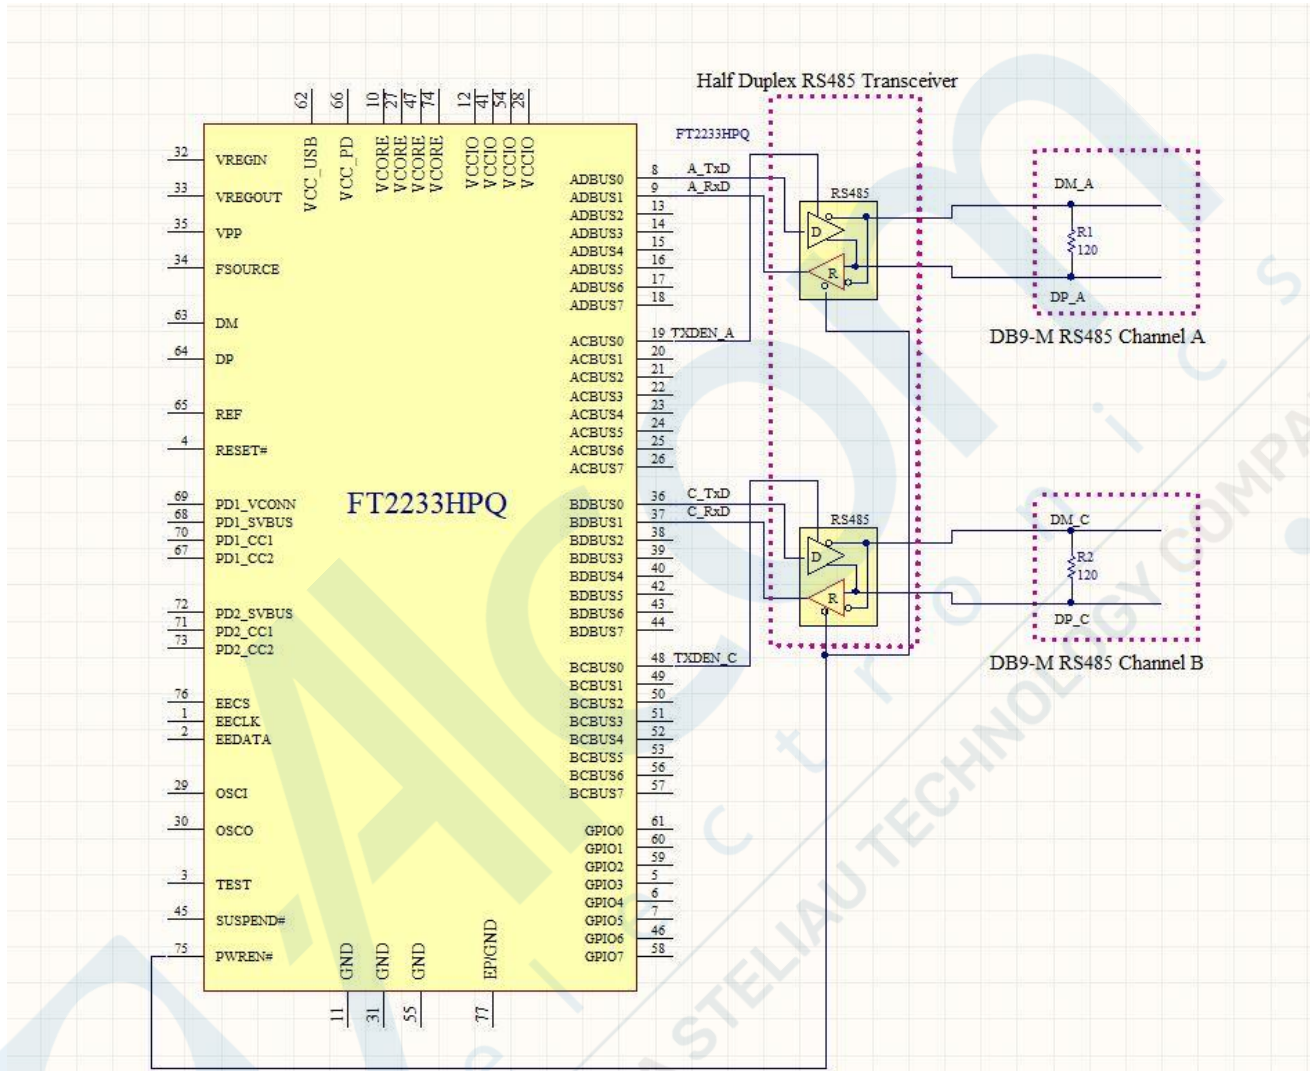 Half Duplex RS485 Transceiver
62
66
10
27
47
74
12
41
54
28
VCC_USB
VCC_PD
VCORE
VCORE
VCORE
VCORE
VCCIO
VCCIO
VCCIO
VCCIO
32 VREGIN
33 VREGOUT
35 VPP
34 FSOURCE
63 DM
64 DP
65 REF
4 RESET#
69 PD1_VCONN
68 PD1_SVBUS
70 PD1_CC1
67 PD1_CC2
72 PD2_SVBUS
71 PD2_CC1
73 PD2_CC2
76 EECS
1 EECLK
2 EEDATA
29 OSCI
30 OSCO
3 TEST
45 SUSPEND#
75 PWREN#
FT2233HPQ
GND
GND
GND
EP/GND
11
31
55
77
FT2233HPQ
ADBUS0 8 A_TxD
ADBUS1 9 A_RxD
ADBUS2 13
ADBUS3 14
ADBUS4 15
ADBUS5 16
ADBUS6 17
ADBUS7 18
ACBUS0 19 TXDEN_A
ACBUS1 20
ACBUS2 21
ACBUS3 22
ACBUS4 23
ACBUS5 24
ACBUS6 25
ACBUS7 26
BDBUS0 36 C_TxD
BDBUS1 37 C_RxD
BDBUS2 38
BDBUS3 39
BDBUS4 40
BDBUS5 42
BDBUS6 43
BDBUS7 44
BCBUS0 48 TXDEN_C
BCBUS1 49
BCBUS2 50
BCBUS3 51
BCBUS4 52
BCBUS5 53
BCBUS6 56
BCBUS7 57
GPIO0 61
GPIO1 60
GPIO2 59
GPIO3 5
GPIO4 6
GPIO5 7
GPIO6 46
GPIO7 58
RS485
D
R
DM_A
R1
120
DP_A
DB9-M RS485 Channel A
RS485
D
R
DM_C
R2
120
DP_C
DB9-M RS485 Channel B